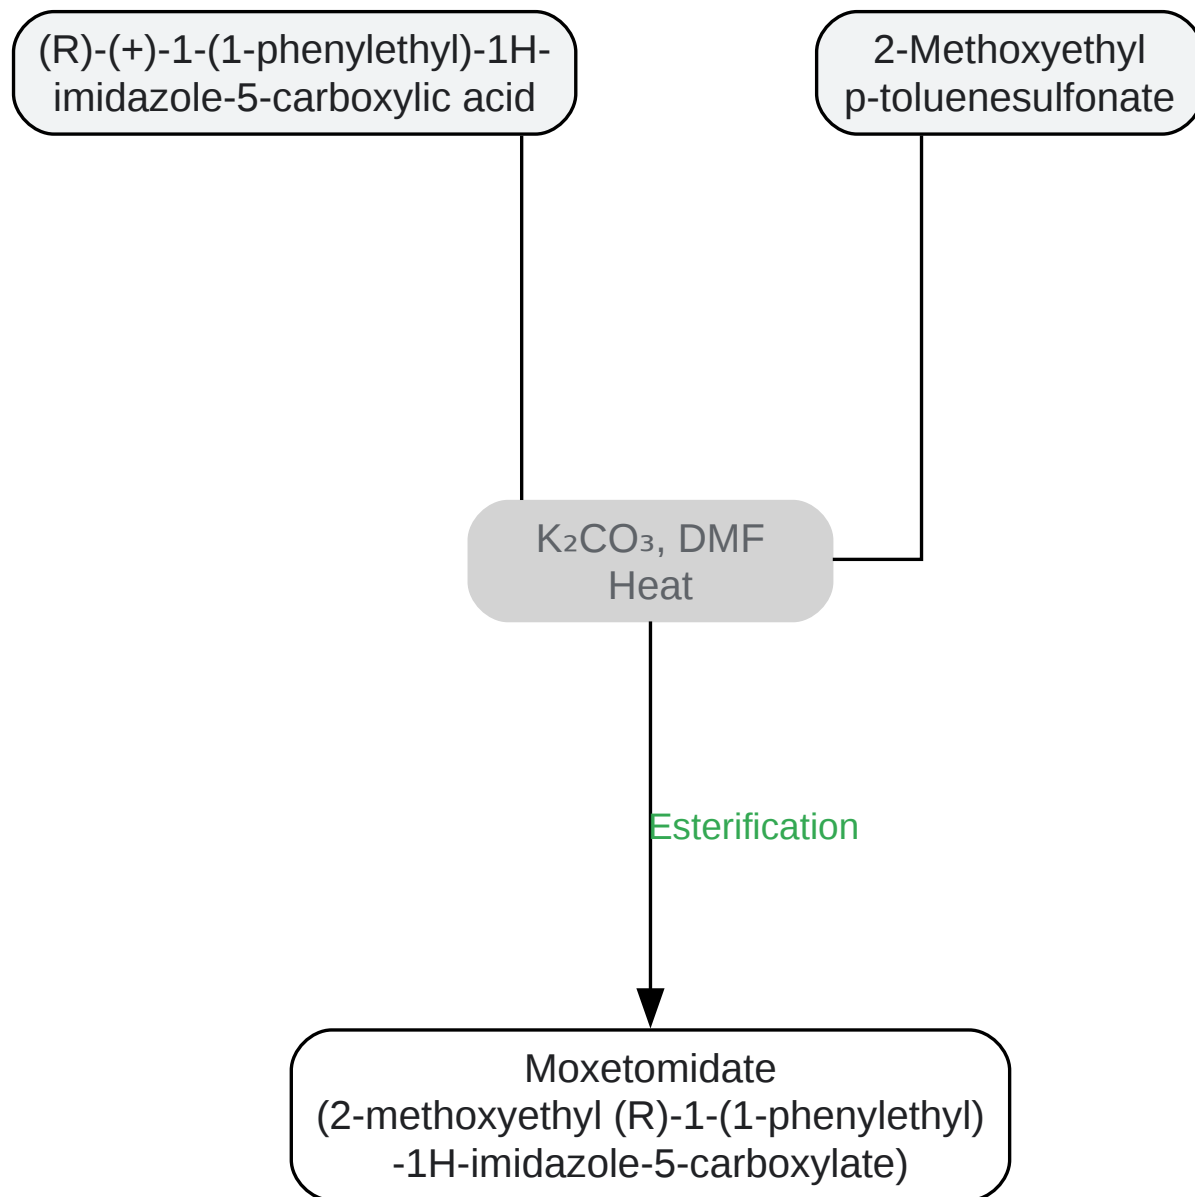 (R)-(+)-1-(1-phenylethyl)-1H-
imidazole-5-carboxylic acid
2-Methoxyethyl
p-toluenesulfonate
K₂CO₃, DMF
Heat
Esterification
Moxetomidate
(2-methoxyethyl (R)-1-(1-phenylethyl)
-1H-imidazole-5-carboxylate)